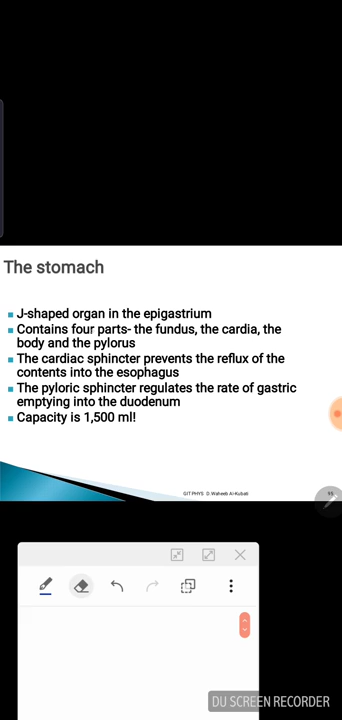 The stomach
J-shaped organ in the epigastrium
Contains four parts- the fundus, the cardia, the
body and the pylorus
The cardiac sphincter prevents the reflux of the
contents into the esophagus
The pyloric sphincter regulates the rate of gastric
emptying into the duodenum
Capacity is 1,500 ml!
GIT PHYS D.Waheeb Al-Kubati
95
DU SCREEN RECORDER